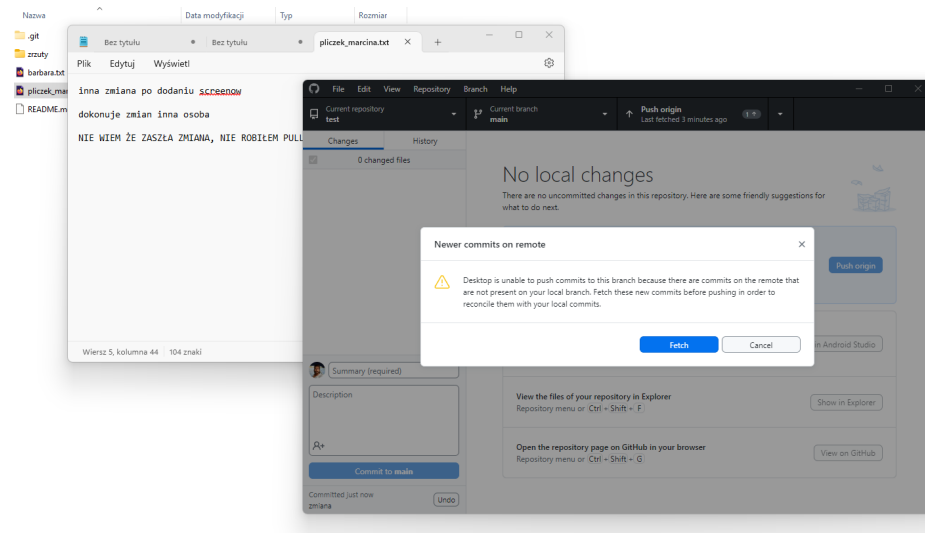 Nazwa
Data modyfikacji
Typ
Rozmiar
.git
zrzuty
barbara.txt
pliczek_mar
README.m
Bez tytułu
Bez tytułu
pliczek_marcina.txt
Plik Edytuj Wyświetl
inna zmiana po dodaniu screenow
dokonuje zmian inna osoba
NIE WIEM ŻE ZASZŁA ZMIANA, NIE ROBIŁEM PULL
Wiersz 5, kolumna 44 104 znaki
File Edit View Repository Branch Help
Current repository
test
Current branch
main
Push origin
Last fetched 3 minutes ago
1
Changes
History
0 changed files
No local changes
There are no uncommitted changes in this repository. Here are some friendly suggestions for
what to do next.
Push origin
Newer commits on remote
Desktop is unable to push commits to this branch because there are commits on the remote that
are not present on your local branch. Fetch these new commits before pushing in order to
reconcile them with your local commits.
Fetch
Cancel
in Android Studio
Summary (required)
Description
View the files of your repository in Explorer
Repository menu or Ctrl + Shift + F
Show in Explorer
Open the repository page on GitHub in your browser
Repository menu or Ctrl + Shift + G
View on GitHub
Commit to main
Committed just now
zmiana
Undo